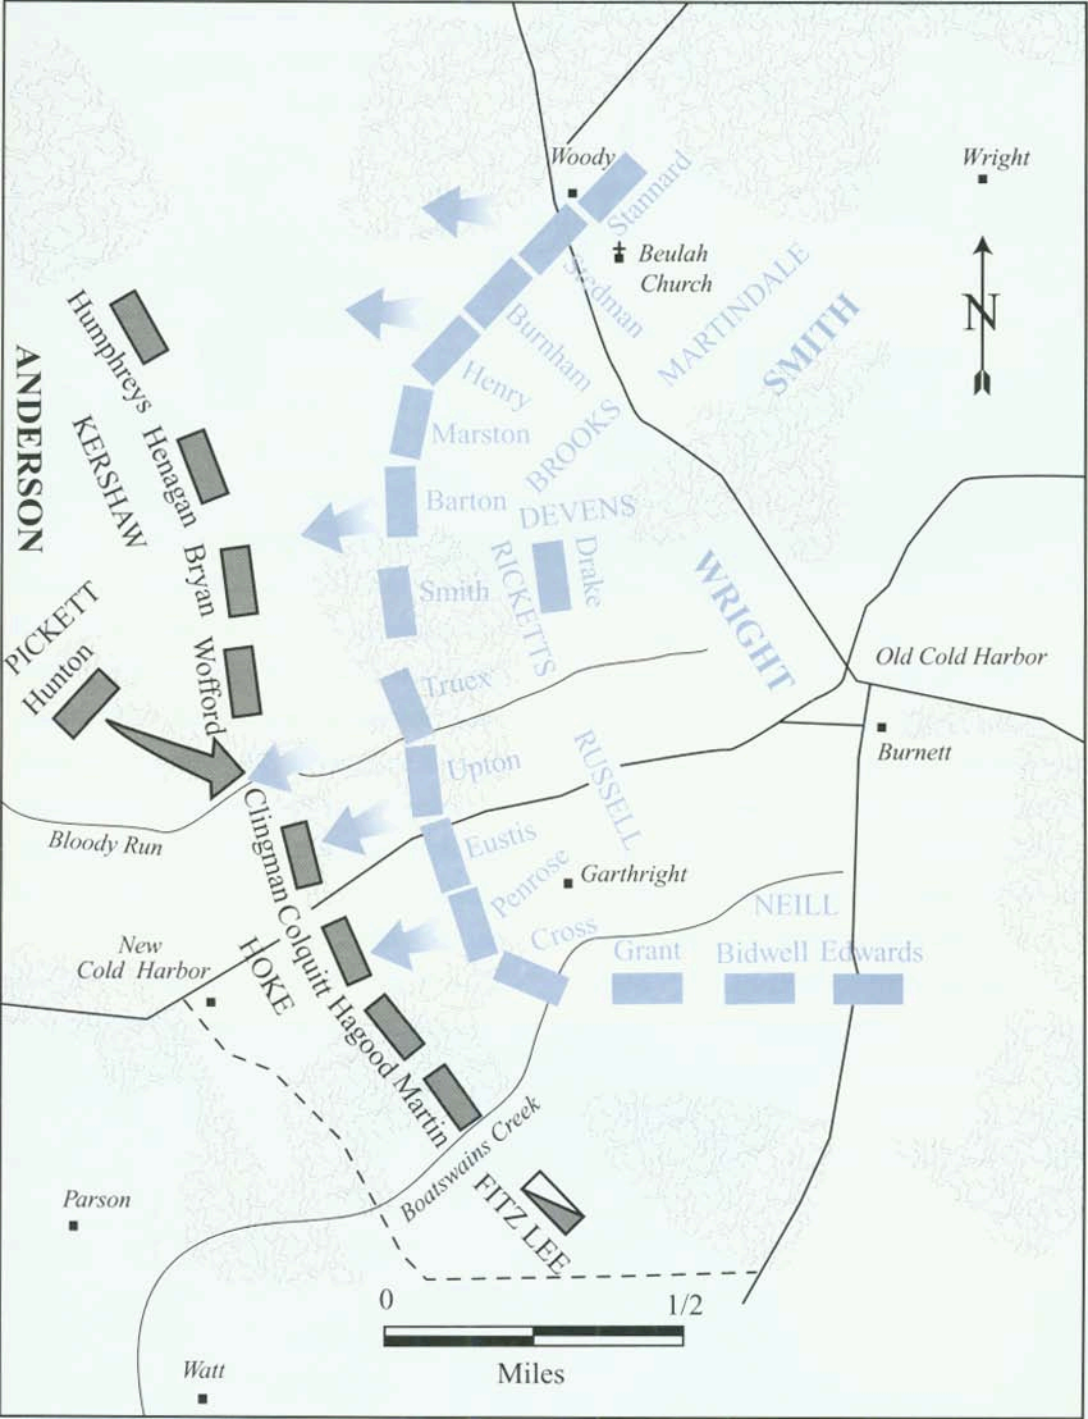 Woody
Wright
Stannard
Beulah
Church
Stedman
MARTINDALE
SMITH
N
Humphreys
Burnham
Henry
ANDERSON
KERSHAW
Henagan
Marston
BROOKS
Barton
DEVENS
Bryan
Smith
RICKETTS
Drake
WRIGHT
PICKETT
Hunton
Wofford
Truex
Old Cold Harbor
Burnett
Upton
RUSSELL
Bloody Run
Clingman
Eustis
Penrose
Garthright
NEILL
New
Cold Harbor
HOKE
Colquitt
Cross
Grant
Bidwell
Edwards
Hagood
Martin
Boatswains Creek
FITZ LEE
Parson
0
1/2
Miles
Watt